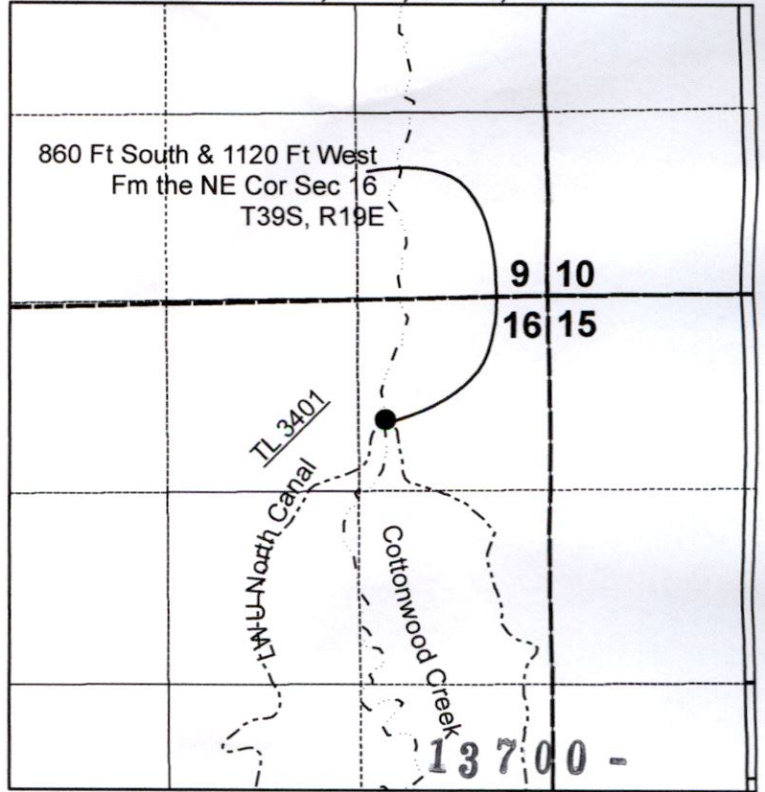 860 Ft South & 1120 Ft West
Fm the NE Cor Sec 16
T39S, R19E
9 10
16 15
TL 3401
LWU North Canal
Cottonwood Creek
13700-